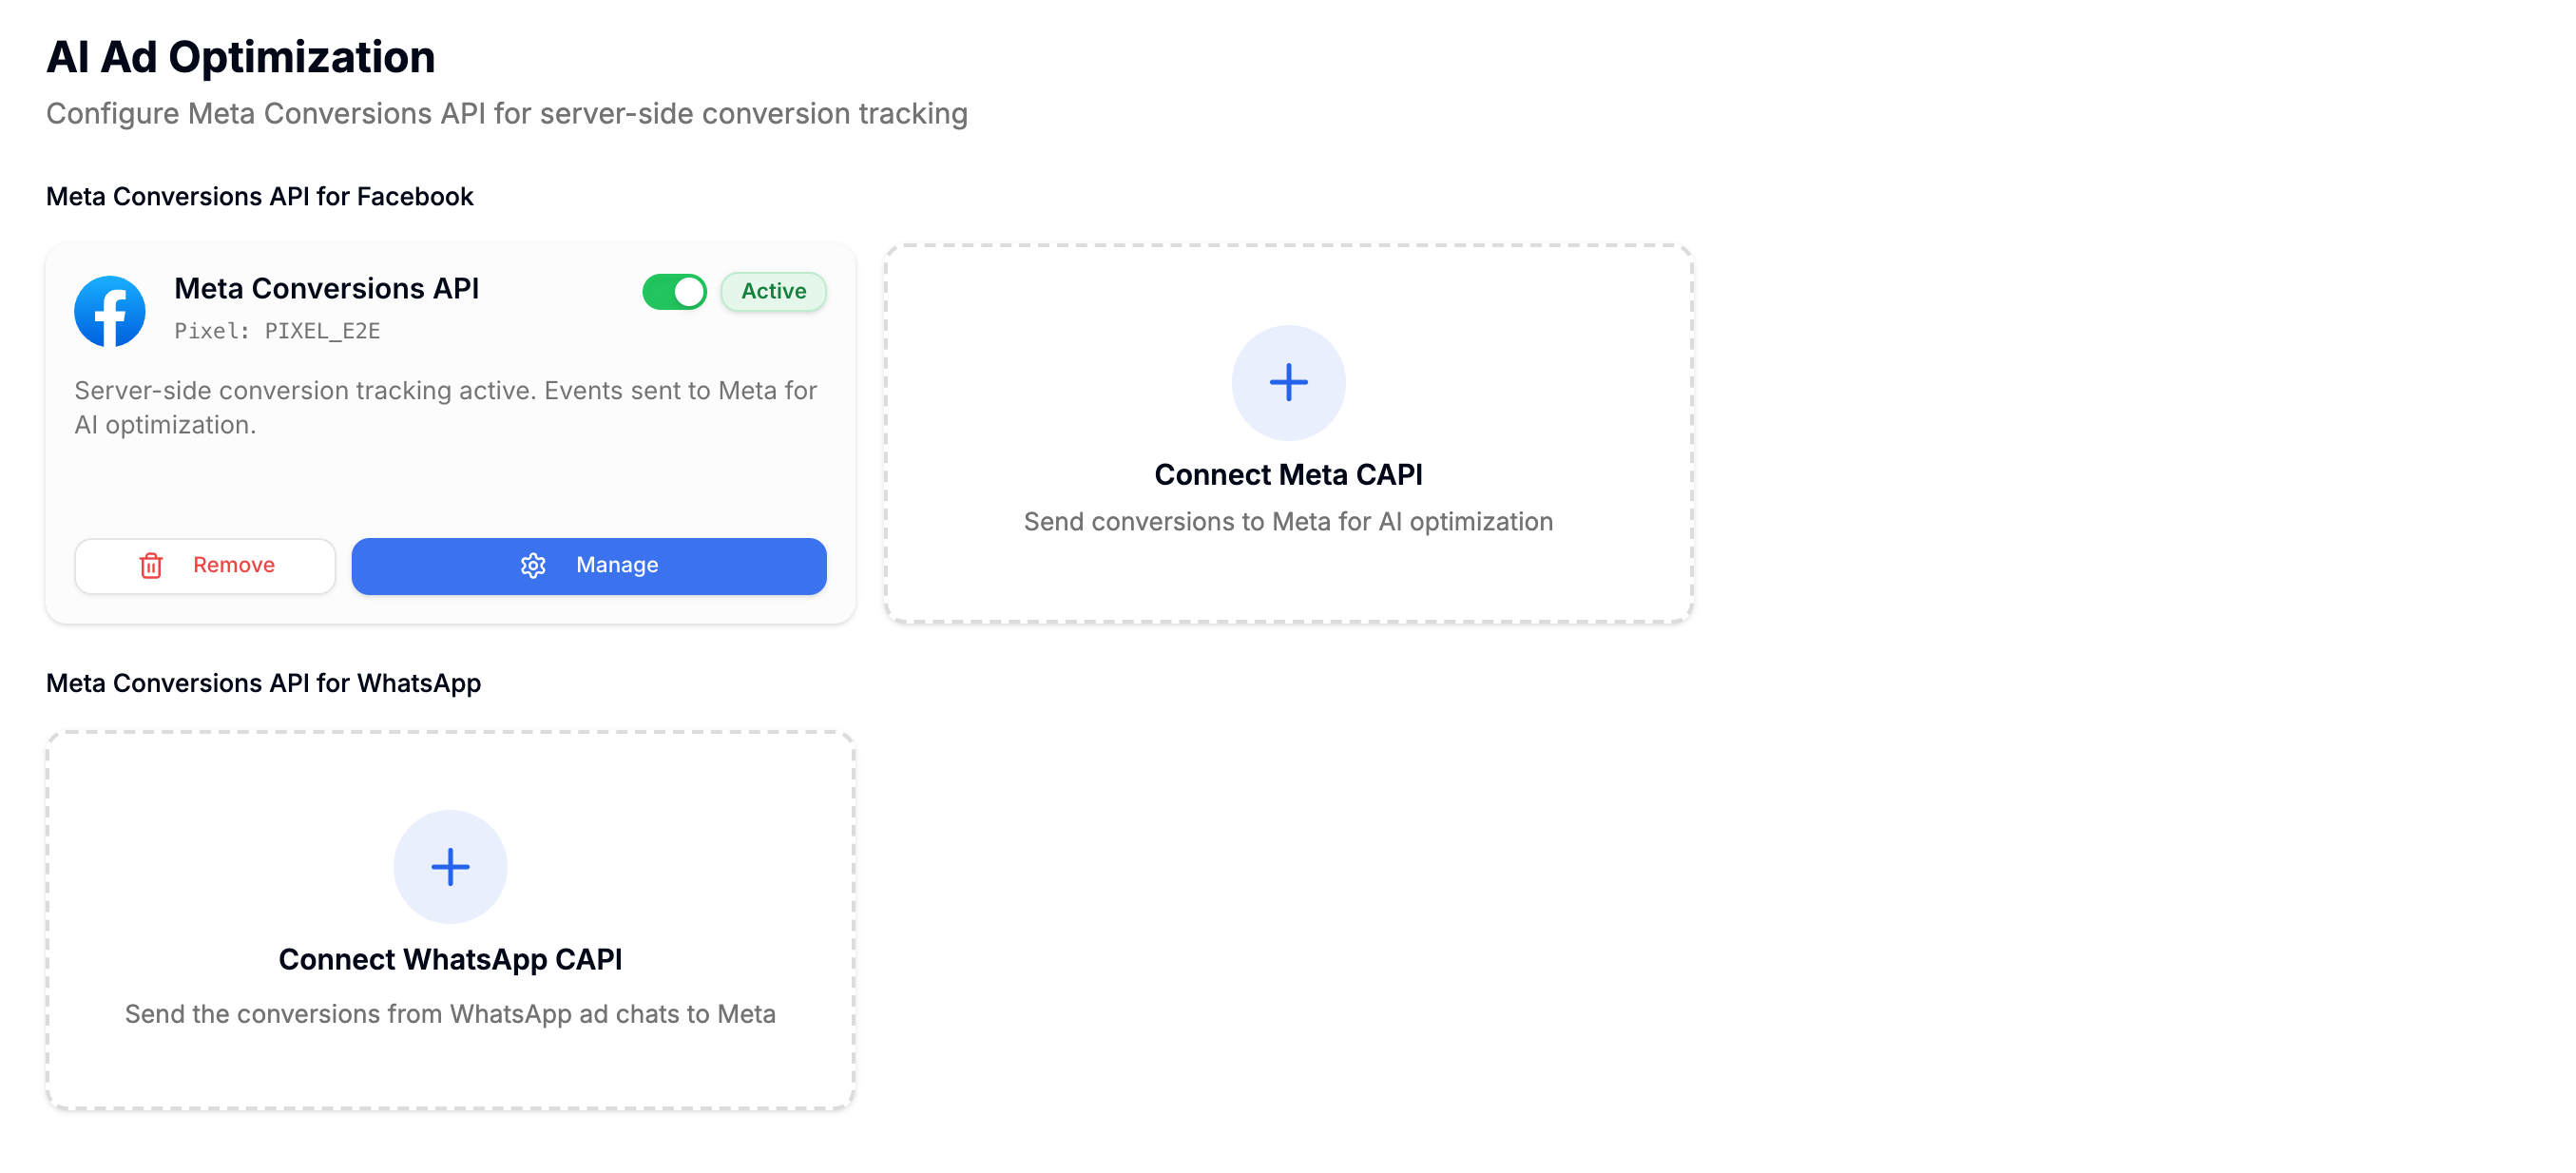 AI Ad Optimization
Configure Meta Conversions API for server-side conversion tracking
Meta Conversions API for Facebook
Meta Conversions API
Active
Pixel: PIXEL_E2E
Server-side conversion tracking active. Events sent to Meta for
AI optimization.
Remove
Manage
Connect Meta CAPI
Send conversions to Meta for AI optimization
Meta Conversions API for WhatsApp
Connect WhatsApp CAPI
Send the conversions from WhatsApp ad chats to Meta